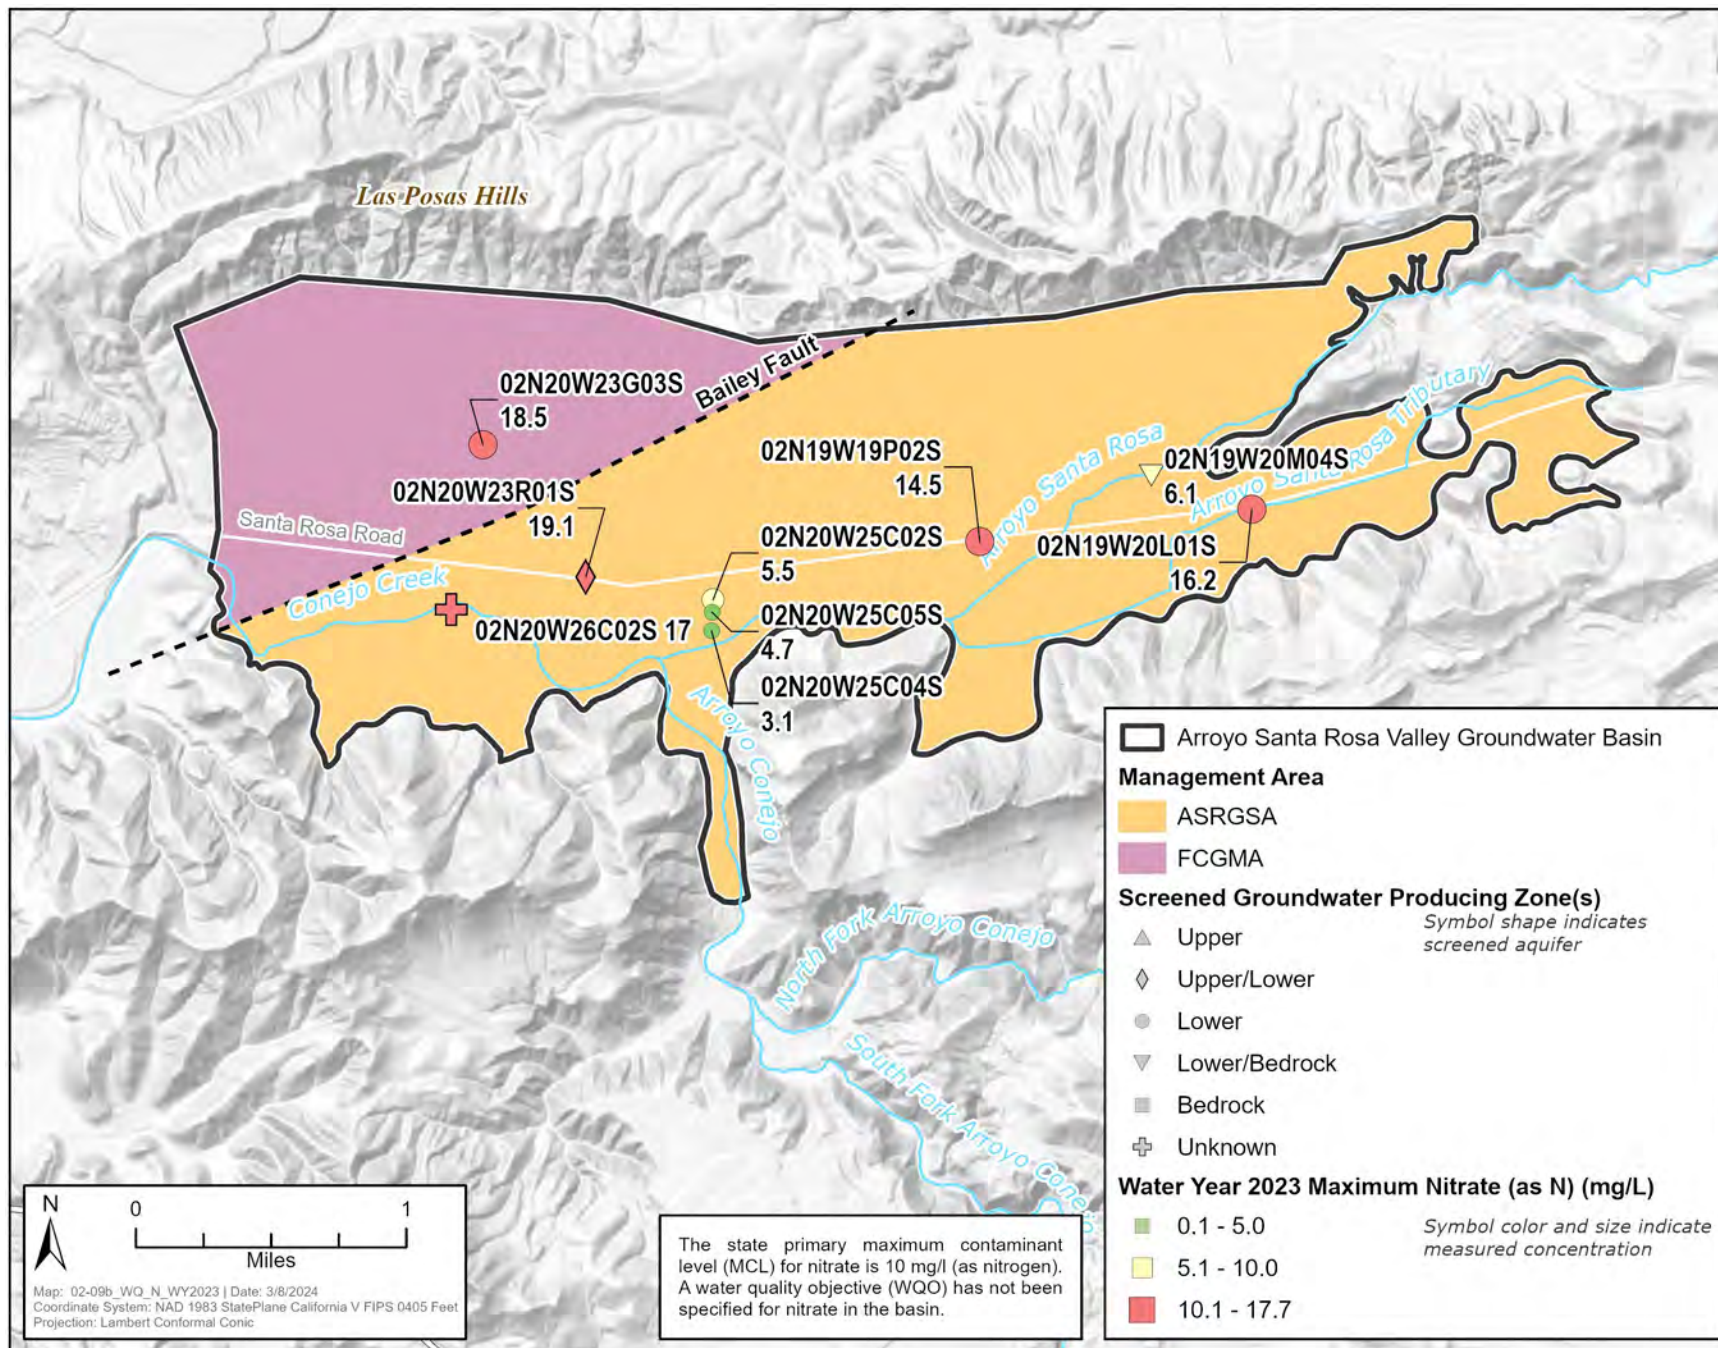 Las Posas Hills
Bailey Fault
02N20W23G03S
18.5
02N20W23R01S
19.1
Santa Rosa Road
Conejo Creek
02N20W26C02S 17
02N19W19P02S
14.5
02N20W25C02S
5.5
02N20W25C05S
4.7
02N20W25C04S
3.1
Arroyo Santa Rosa
02N19W20M04S
6.1
Arroyo Santa Rosa Tributary
02N19W20L01S
16.2
Arroyo Conejo
North Fork Arroyo Conejo
South Fork Arroyo Conejo
Arroyo Santa Rosa Valley Groundwater Basin
Management Area
ASRGSA
FCGMA
Screened Groundwater Producing Zone(s)
Symbol shape indicates
screened aquifer
Upper
Upper/Lower
Lower
Lower/Bedrock
Bedrock
Unknown
Water Year 2023 Maximum Nitrate (as N) (mg/L)
0.1 - 5.0
Symbol color and size indicate
measured concentration
5.1 - 10.0
10.1 - 17.7
N
0 1
Miles
Map: 02-09b_WQ_N_WY2023 | Date: 3/8/2024
Coordinate System: NAD 1983 StatePlane California V FIPS 0405 Feet
Projection: Lambert Conformal Conic
The state primary maximum contaminant
level (MCL) for nitrate is 10 mg/l (as nitrogen).
A water quality objective (WQO) has not been
specified for nitrate in the basin.